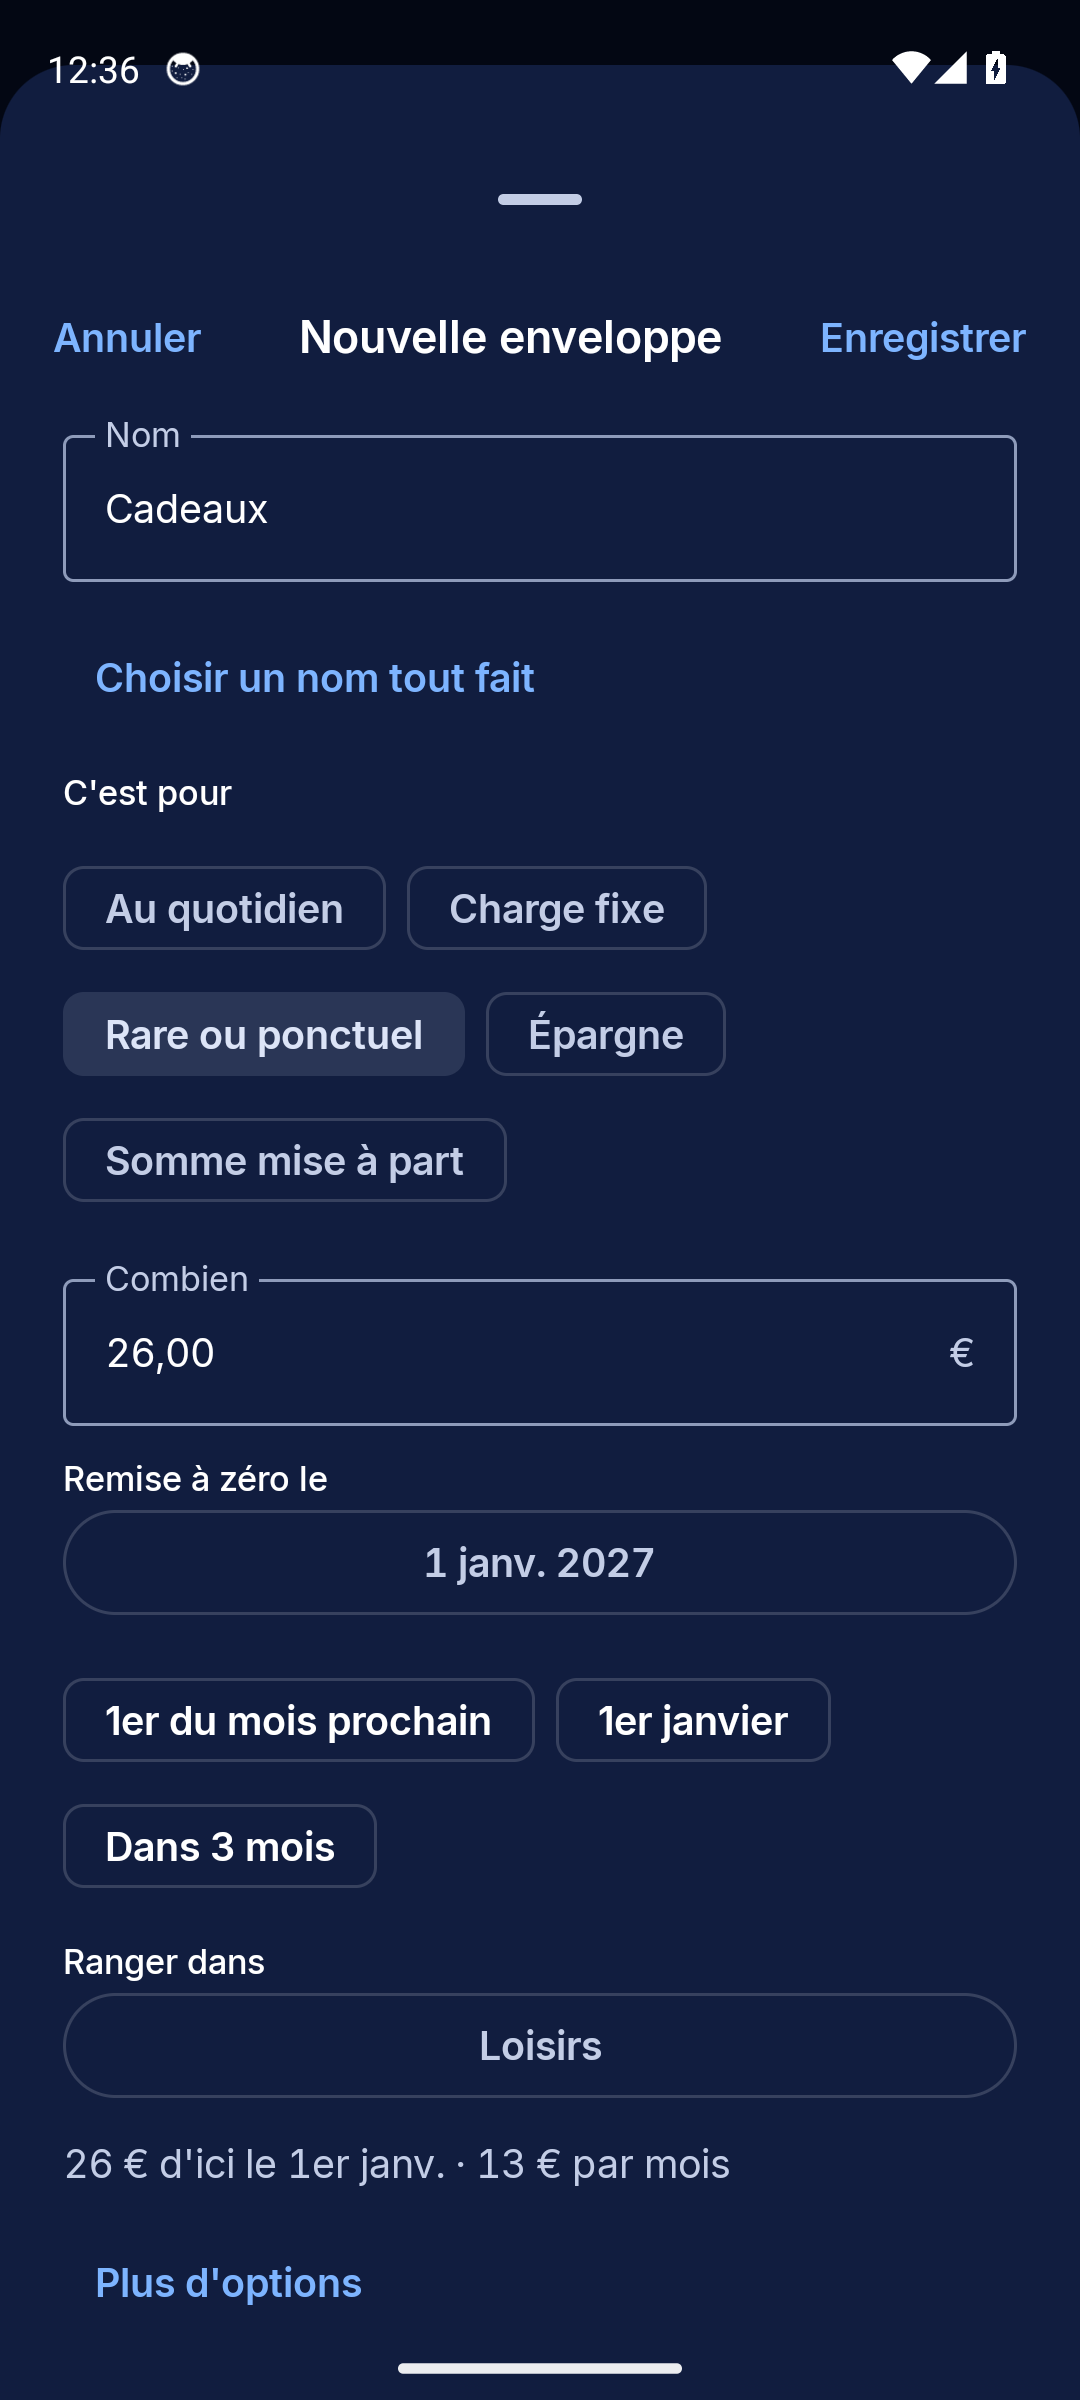 12:36
Annuler
Nouvelle enveloppe
Enregistrer
Nom
Cadeaux
Choisir un nom tout fait
C'est pour
Au quotidien
Charge fixe
Rare ou ponctuel
Épargne
Somme mise à part
Combien
26,00 €
Remise à zéro le
1 janv. 2027
1er du mois prochain
1er janvier
Dans 3 mois
Ranger dans
Loisirs
26 € d'ici le 1er janv. · 13 € par mois
Plus d'options